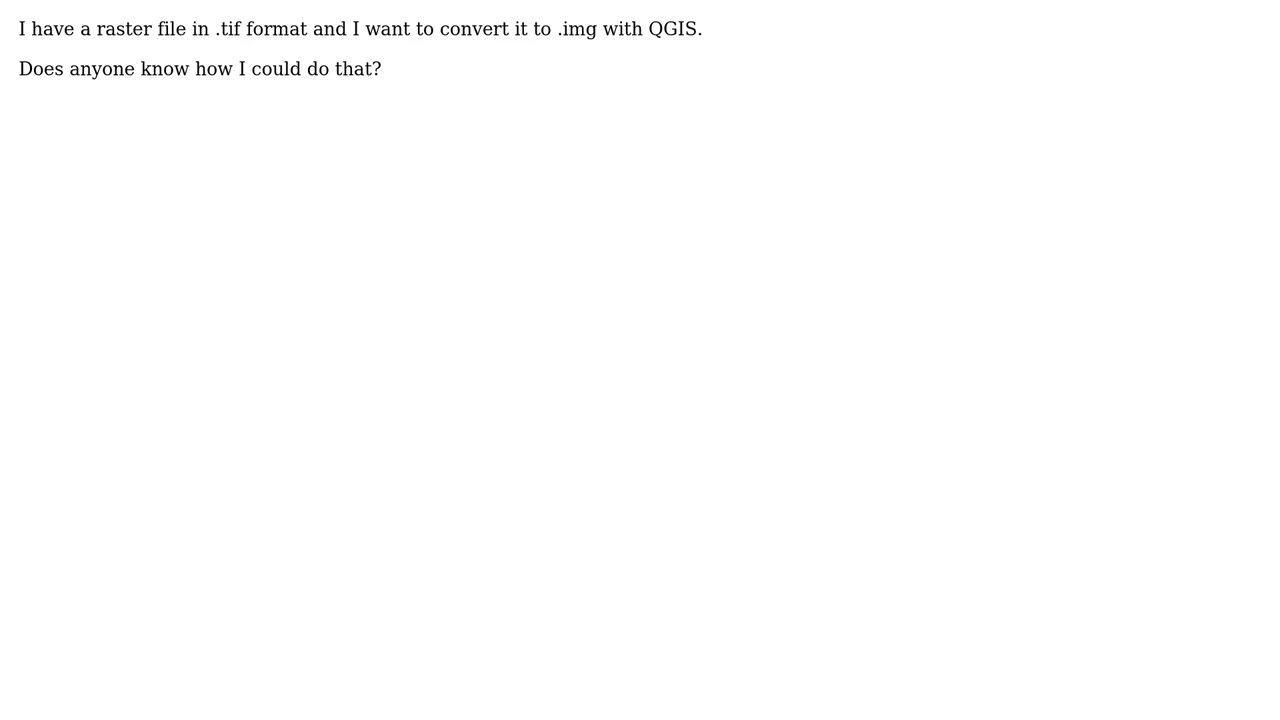 I have a raster file in .tif format and I want to convert it to .img with QGIS.
Does anyone know how I could do that?